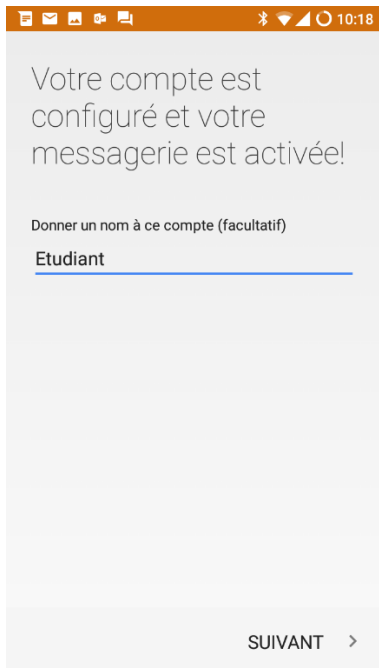 10:18
Votre compte est
configuré et votre
messagerie est activée!
Donner un nom à ce compte (facultatif)
Etudiant
SUIVANT